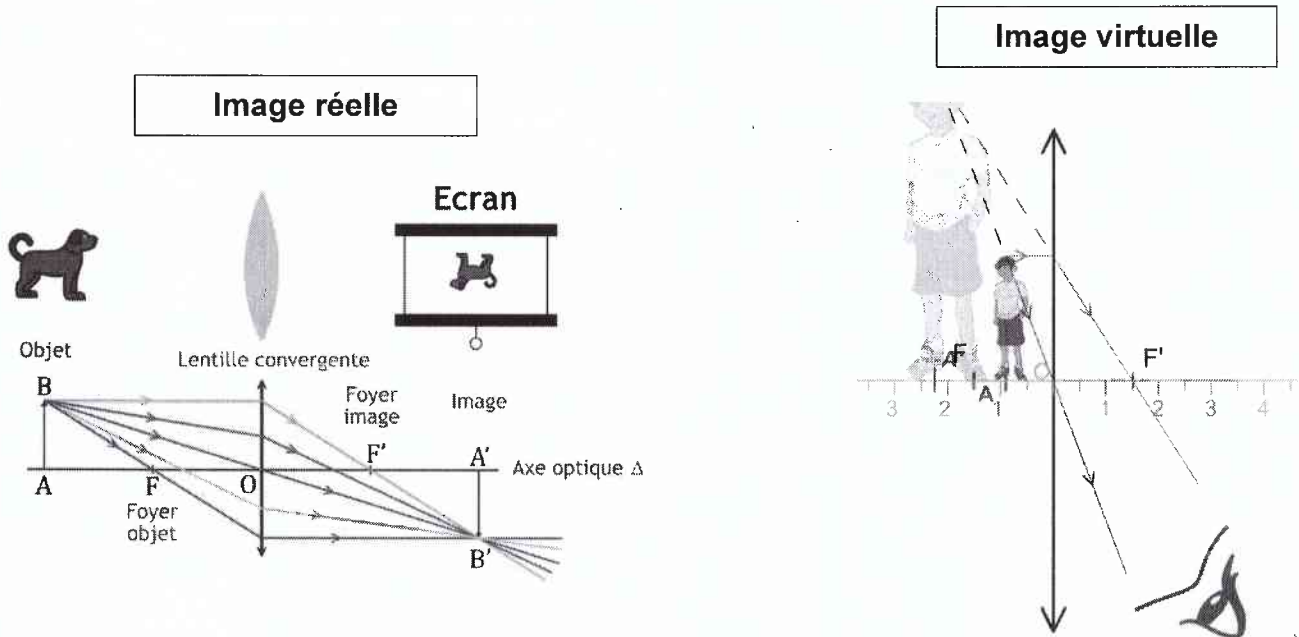 Image virtuelle
Image réelle
Ecran
Objet
Lentille convergente
B
Foyer
image
Image
F'
A'
Axe optique Δ
A
F
O
Foyer
objet
B'
F
F'
A
3
2
1
1
2
3
4